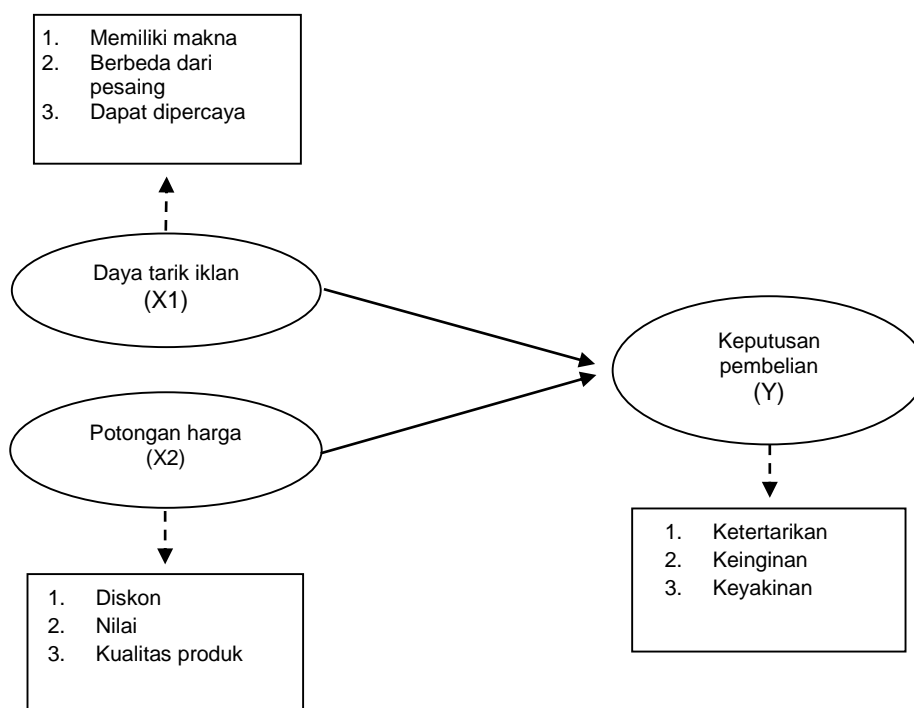 1. Memiliki makna
2. Berbeda dari
pesaing
3. Dapat dipercaya
Daya tarik iklan
(X1)
Keputusan
pembelian
(Y)
Potongan harga
(X2)
1. Ketertarikan
2. Keinginan
3. Keyakinan
1. Diskon
2. Nilai
3. Kualitas produk